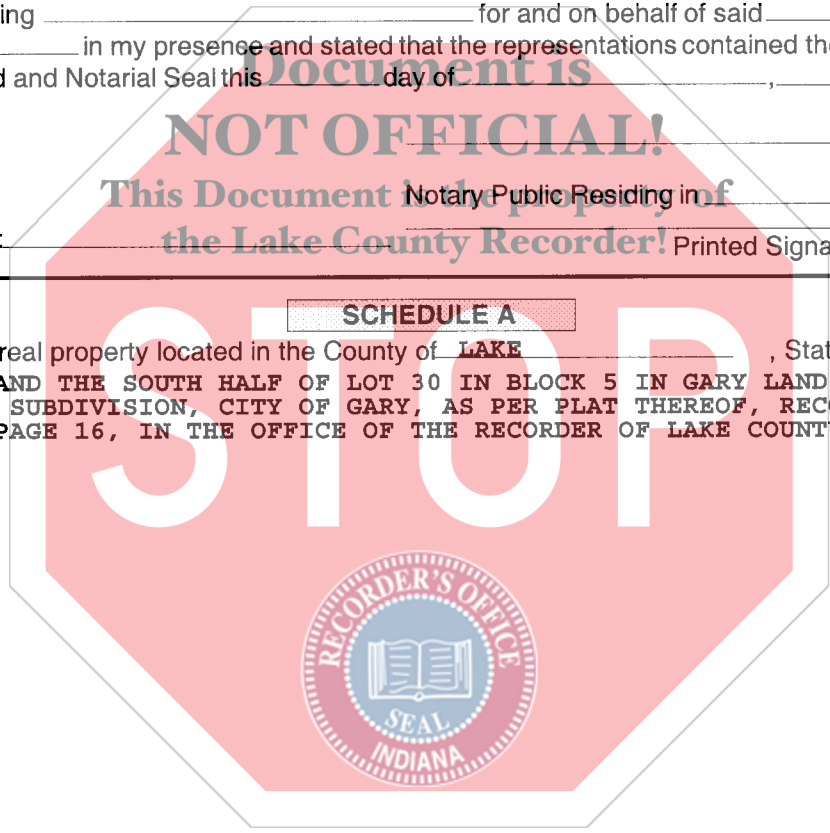 ing for and on behalf of said
in my presence and stated that the representations contained the
d and Notarial Seal this day of ,
Document is
NOT OFFICIAL!
This Document is the property of
the Lake County Recorder!
Notary Public Residing in
: Printed Signa
SCHEDULE A
real property located in the County of LAKE , Stat
AND THE SOUTH HALF OF LOT 30 IN BLOCK 5 IN GARY LAND
SUBDIVISION, CITY OF GARY, AS PER PLAT THEREOF, REC
PAGE 16, IN THE OFFICE OF THE RECORDER OF LAKE COUNT
STOP
RECORDER'S OFFICE
SEAL
INDIANA